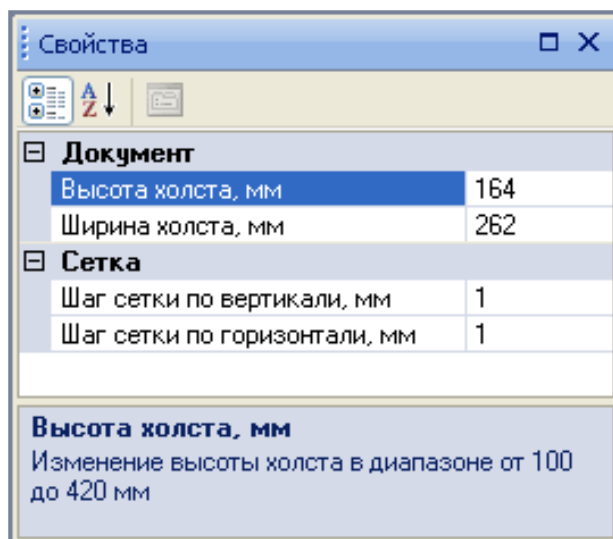 Свойства
Документ
Высота холста, мм 164
Ширина холста, мм 262
Сетка
Шаг сетки по вертикали, мм 1
Шаг сетки по горизонтали, мм 1
Высота холста, мм
Изменение высоты холста в диапазоне от 100
до 420 мм